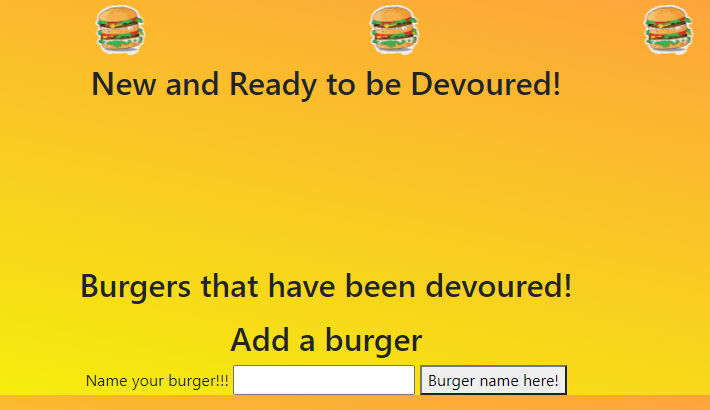 New and Ready to be Devoured!
Burgers that have been devoured!
Add a burger
Name your burger!!! Burger name here!